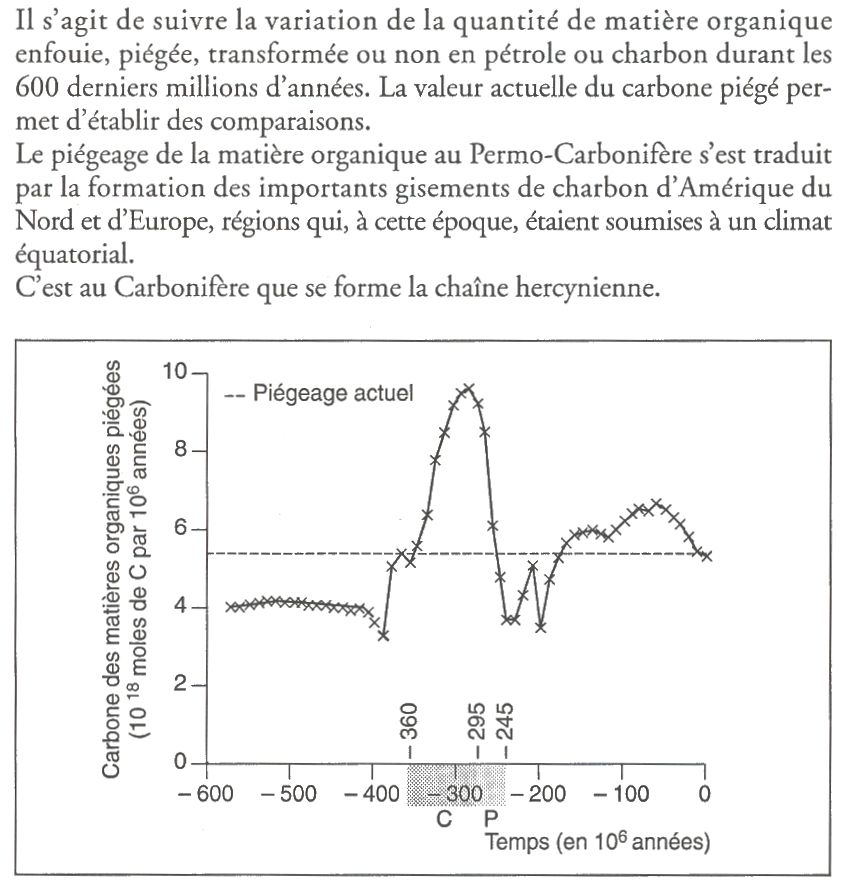 Il s’agit de suivre la variation de la quantité de matière organique
enfouie, piégée, transformée ou non en pétrole ou charbon durant les
600 derniers millions d’années. La valeur actuelle du carbone piégé per-
met d’établir des comparaisons.
Le piégeage de la matière organique au Permo-Carbonifère s’est traduit
par la formation des importants gisements de charbon d’Amérique du
Nord et d’Europe, régions qui, à cette époque, étaient soumises à un climat
équatorial.
C’est au Carbonifère que se forme la chaîne hercynienne.
Carbone des matières organiques piégées
(10 18 moles de C par 10⁶ années)
10
8
6
4
2
0
-- Piégeage actuel
– 360
– 295
– 245
– 600 – 500 – 400 – 300 – 200 – 100 0
C P
Temps (en 10⁶ années)